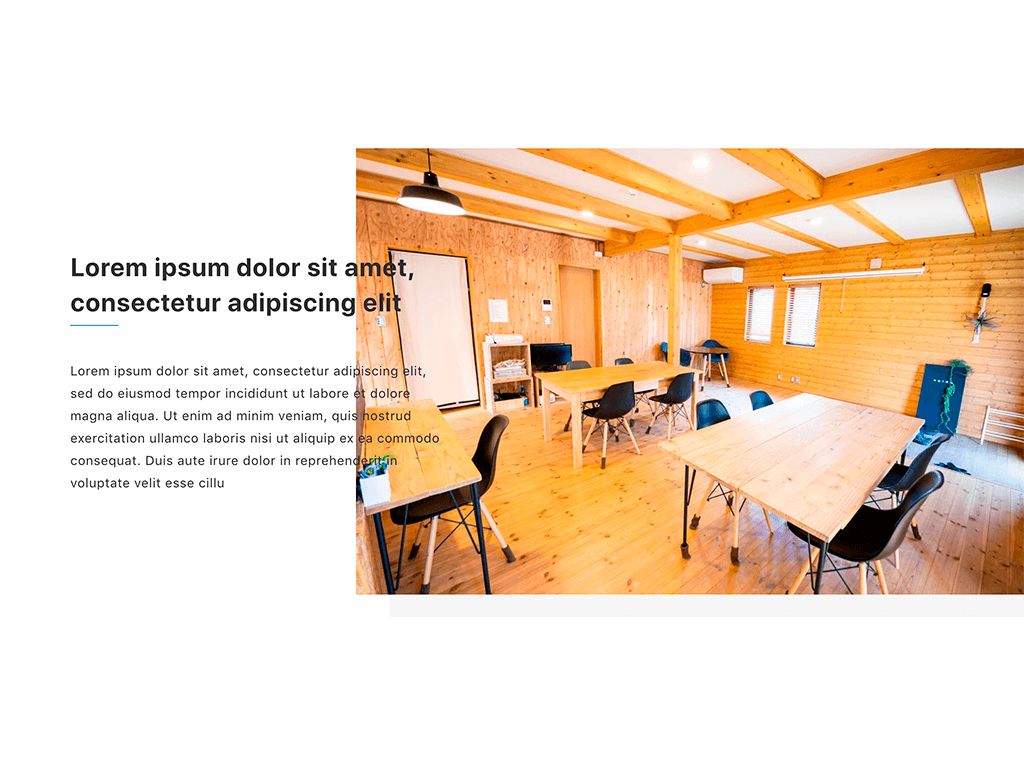 Lorem ipsum dolor sit amet,
consectetur adipiscing elit
Lorem ipsum dolor sit amet, consectetur adipiscing elit,
sed do eiusmod tempor incididunt ut labore et dolore
magna aliqua. Ut enim ad minim veniam, quis nostrud
exercitation ullamco laboris nisi ut aliquip ex ea commodo
consequat. Duis aute irure dolor in reprehenderit in
voluptate velit esse cillu